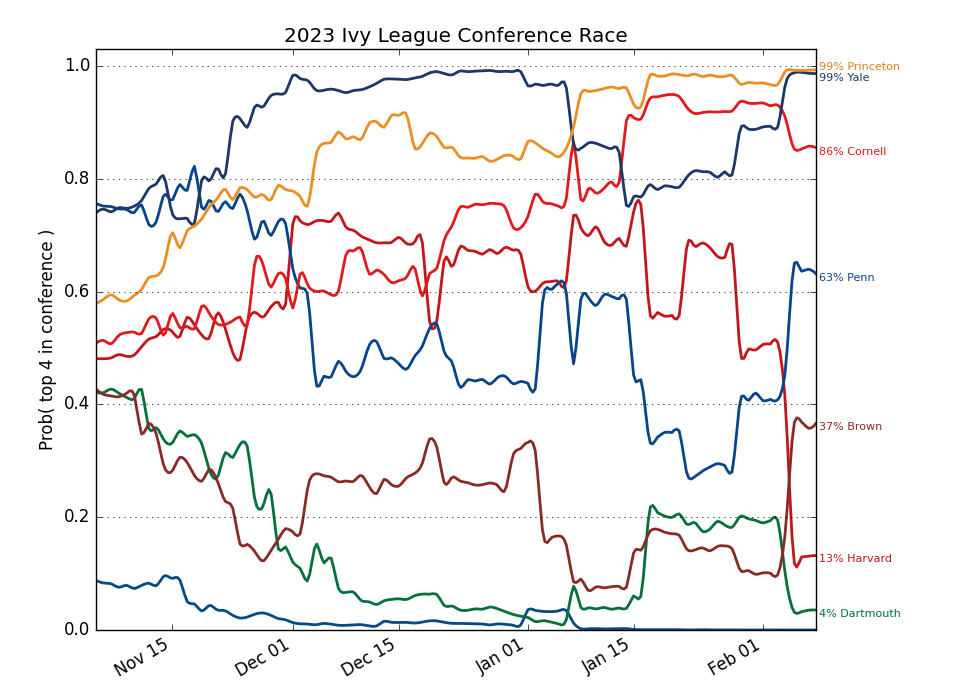 2023 Ivy League Conference Race
Prob( top 4 in conference )
1.0
0.8
0.6
0.4
0.2
0.0
Nov 15
Dec 01
Dec 15
Jan 01
Jan 15
Feb 01
99% Princeton
99% Yale
86% Cornell
63% Penn
37% Brown
13% Harvard
4% Dartmouth